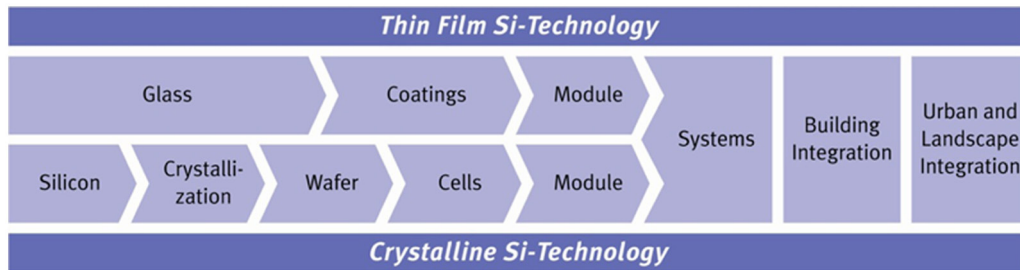 Thin Film Si-Technology
Glass
Coatings
Module
Silicon
Crystalli-
zation
Wafer
Cells
Module
Systems
Building
Integration
Urban and
Landscape
Integration
Crystalline Si-Technology